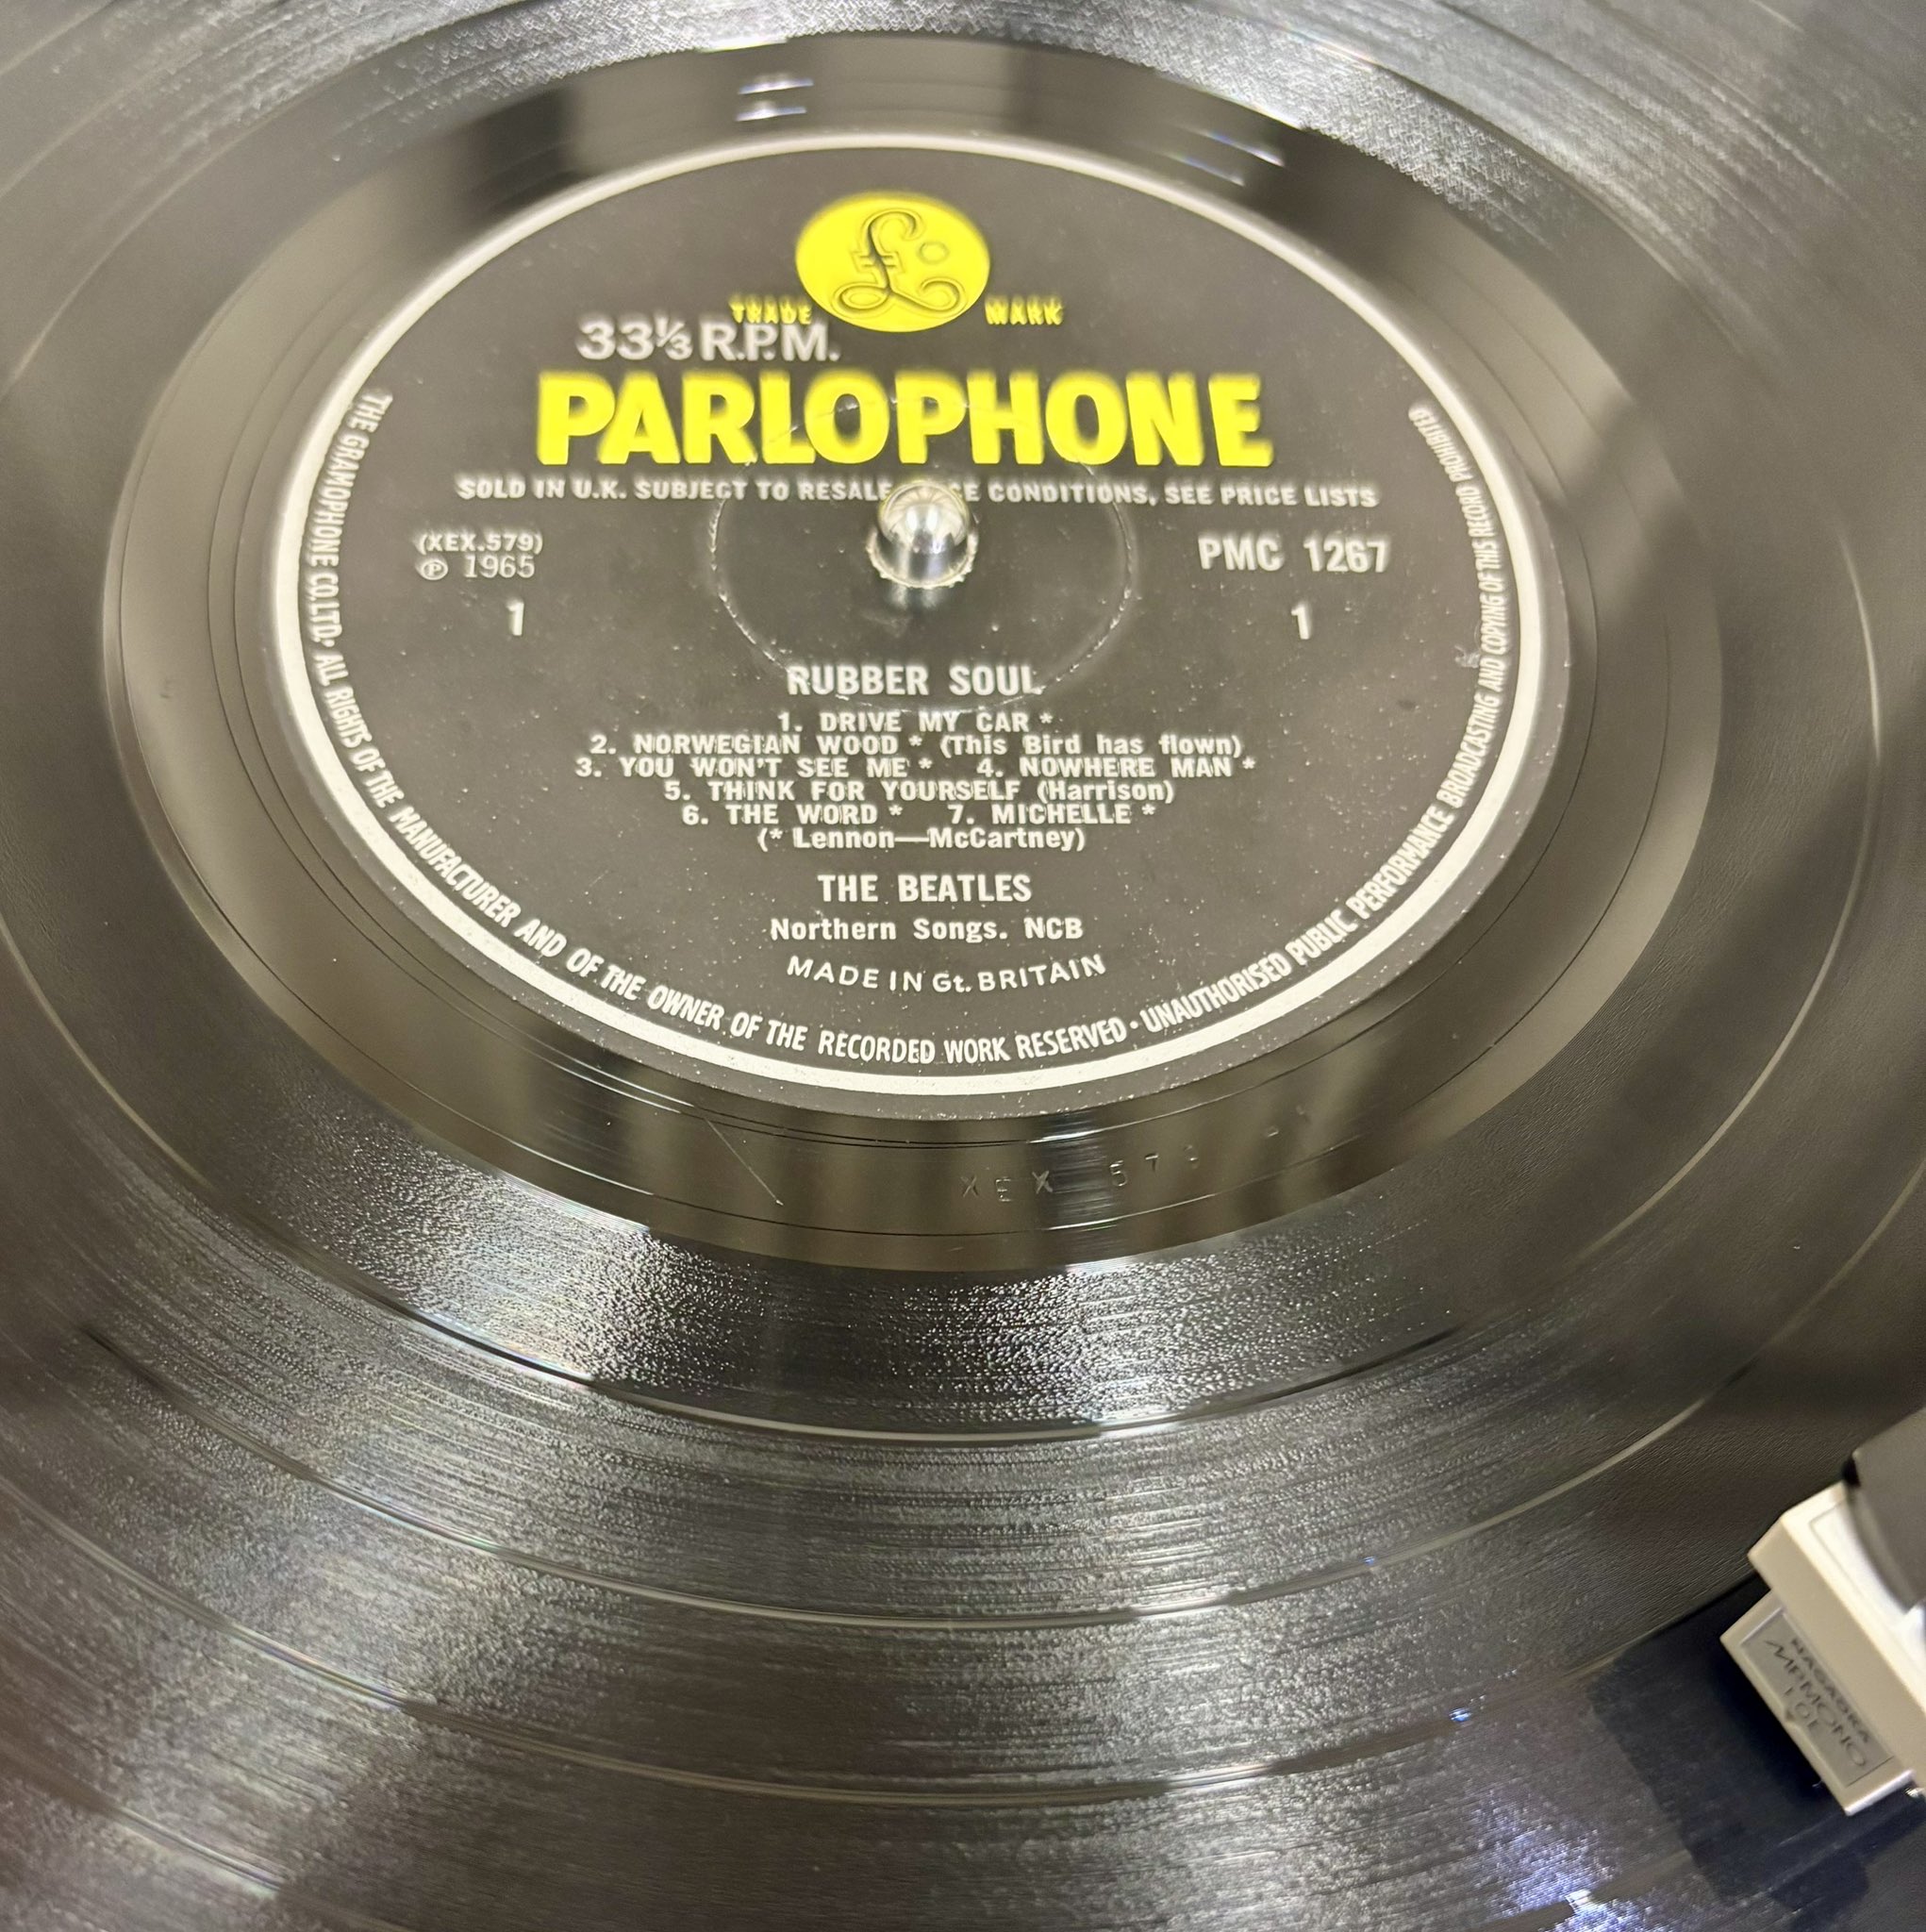 TRADE MARK
33⅓ R.P.M.
PARLOPHONE
SOLD IN U.K. SUBJECT TO RESALE CONDITIONS, SEE PRICE LISTS
(XEX.579)
℗ 1965
PMC 1267
1
1
RUBBER SOUL
1. DRIVE MY CAR *
2. NORWEGIAN WOOD * (This Bird has flown)
3. YOU WON'T SEE ME * 4. NOWHERE MAN *
5. THINK FOR YOURSELF (Harrison)
6. THE WORD * 7. MICHELLE *
(* Lennon—McCartney)
THE BEATLES
Northern Songs. NCB
MADE IN Gt. BRITAIN
THE GRAMOPHONE CO. LTD. ALL RIGHTS OF THE MANUFACTURER AND OF THE OWNER OF THE RECORDED WORK RESERVED · UNAUTHORISED PUBLIC PERFORMANCE BROADCASTING AND COPYING OF THIS RECORD PROHIBITED
XEX 57
NAGAOKA
MONO